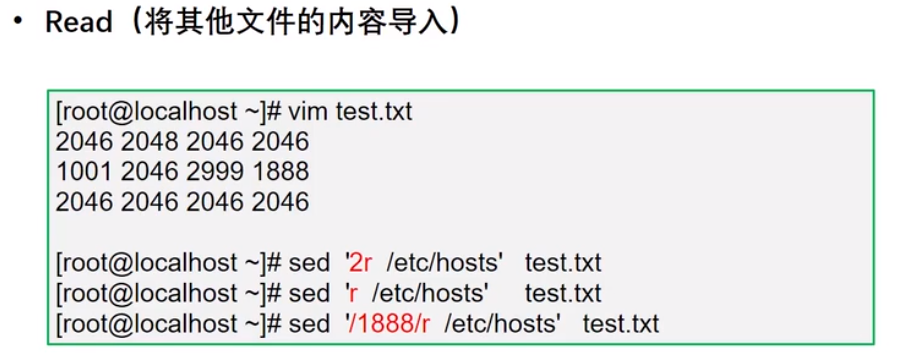 • Read（将其他文件的内容导入）
[root@localhost ~]# vim test.txt
2046 2048 2046 2046
1001 2046 2999 1888
2046 2046 2046 2046
[root@localhost ~]# sed '2r /etc/hosts' test.txt
[root@localhost ~]# sed 'r /etc/hosts' test.txt
[root@localhost ~]# sed '/1888/r /etc/hosts' test.txt